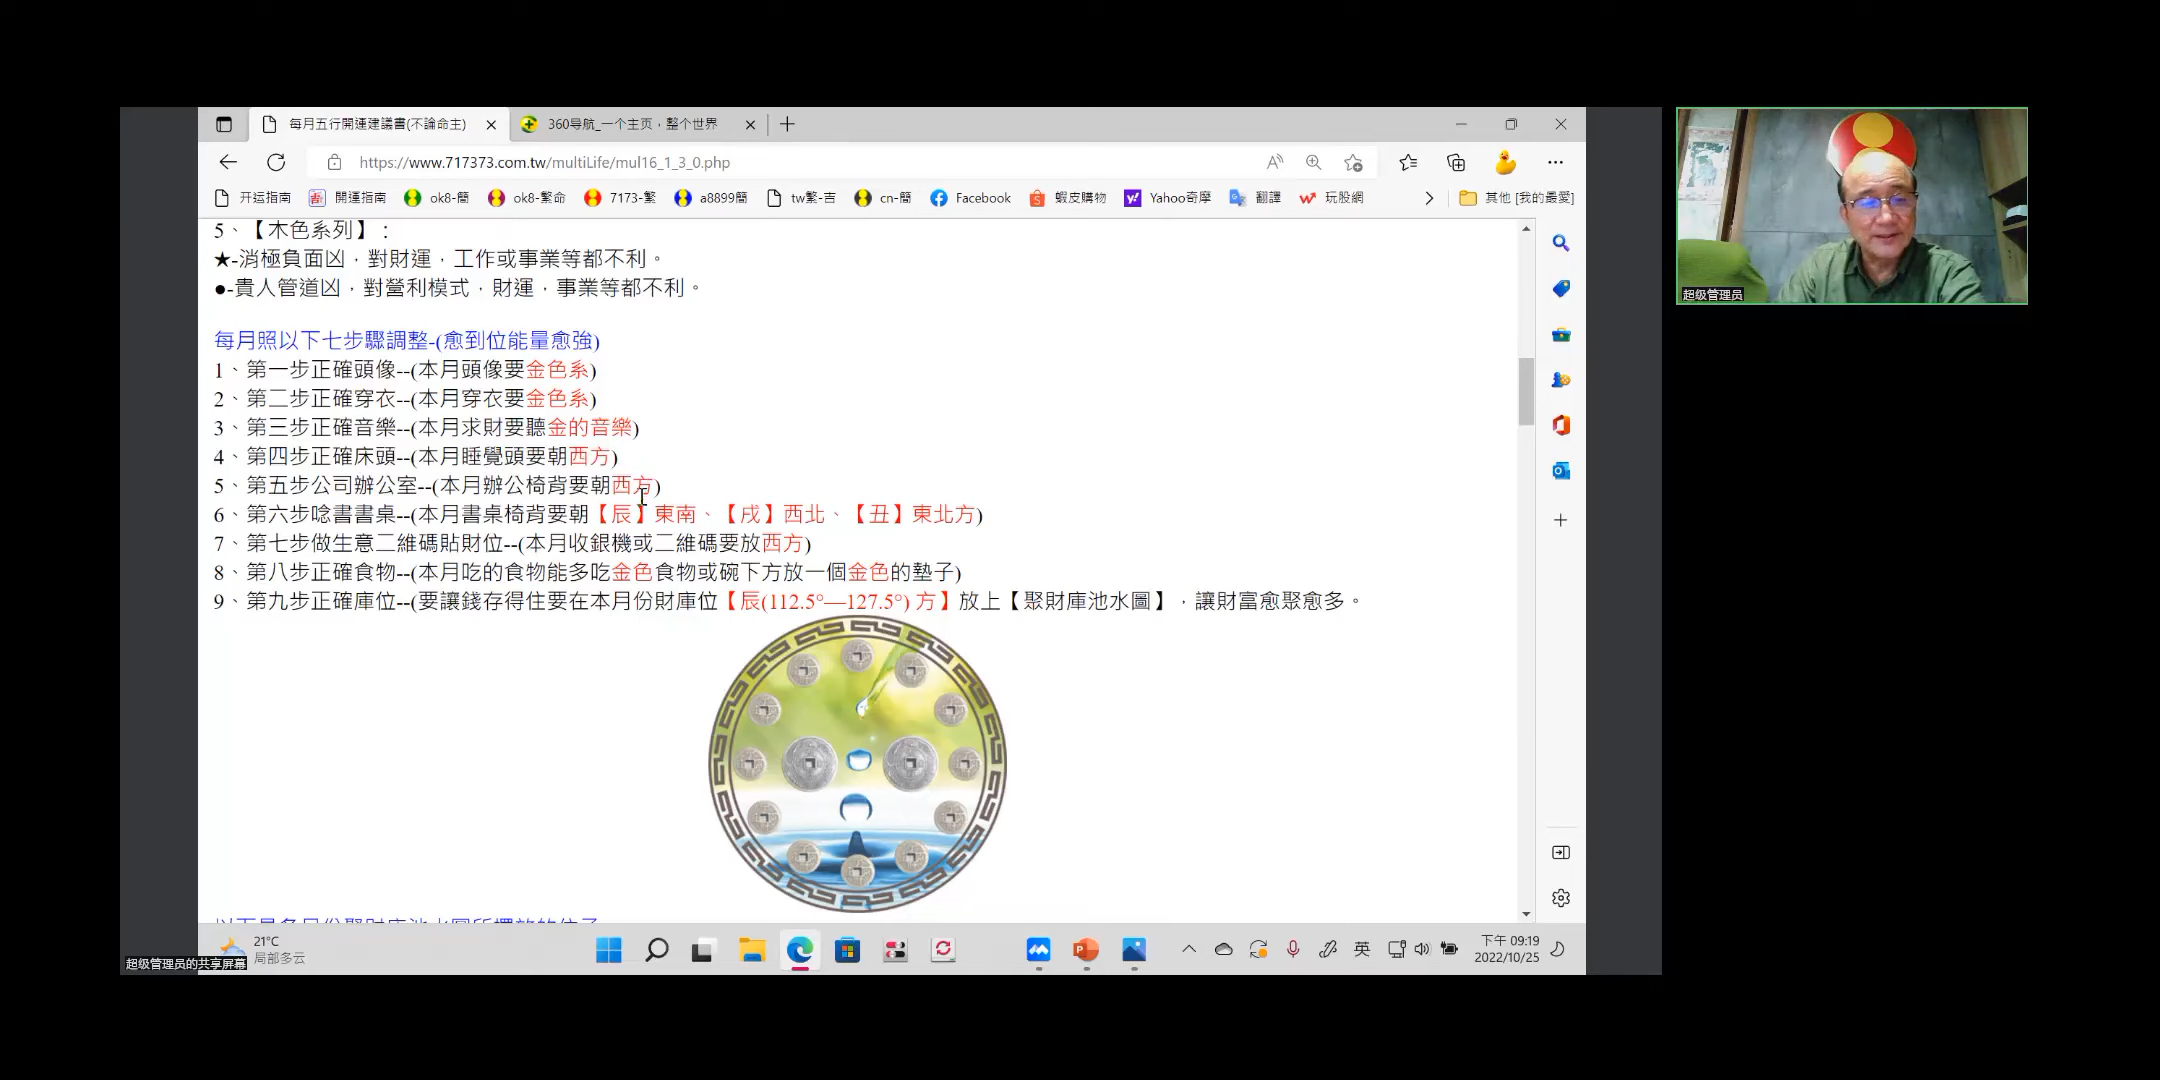 每月五行開運建議書(不論命主)
360导航_一个主页，整个世界
https://www.717373.com.tw/multiLife/mul16_1_3_0.php
开运指南 開運指南 ok8-簡 ok8-繁命 7173-繁 a8899簡 tw繁-吉 cn-簡 Facebook 蝦皮購物 Yahoo奇摩 翻譯 玩股網 其他 [我的最愛]
5、【木色系列】：
★-消極負面凶，對財運，工作或事業等都不利。
●-貴人管道凶，對營利模式，財運，事業等都不利。
每月照以下七步驟調整-(愈到位能量愈強)
1、第一步正確頭像--(本月頭像要金色系)
2、第二步正確穿衣--(本月穿衣要金色系)
3、第三步正確音樂--(本月求財要聽金的音樂)
4、第四步正確床頭--(本月睡覺頭要朝西方)
5、第五步公司辦公室--(本月辦公椅背要朝西方)
6、第六步唸書書桌--(本月書桌椅背要朝【辰】東南、【戌】西北、【丑】東北方)
7、第七步做生意二維碼貼財位--(本月收銀機或二維碼要放西方)
8、第八步正確食物--(本月吃的食物能多吃金色食物或碗下方放一個金色的墊子)
9、第九步正確庫位--(要讓錢存得住要在本月份財庫位【辰(112.5°—127.5°) 方】放上【聚財庫池水圖】，讓財富愈聚愈多。
21°C
局部多云
英
下午 09:19
2022/10/25
超级管理员的共享屏幕
超级管理员